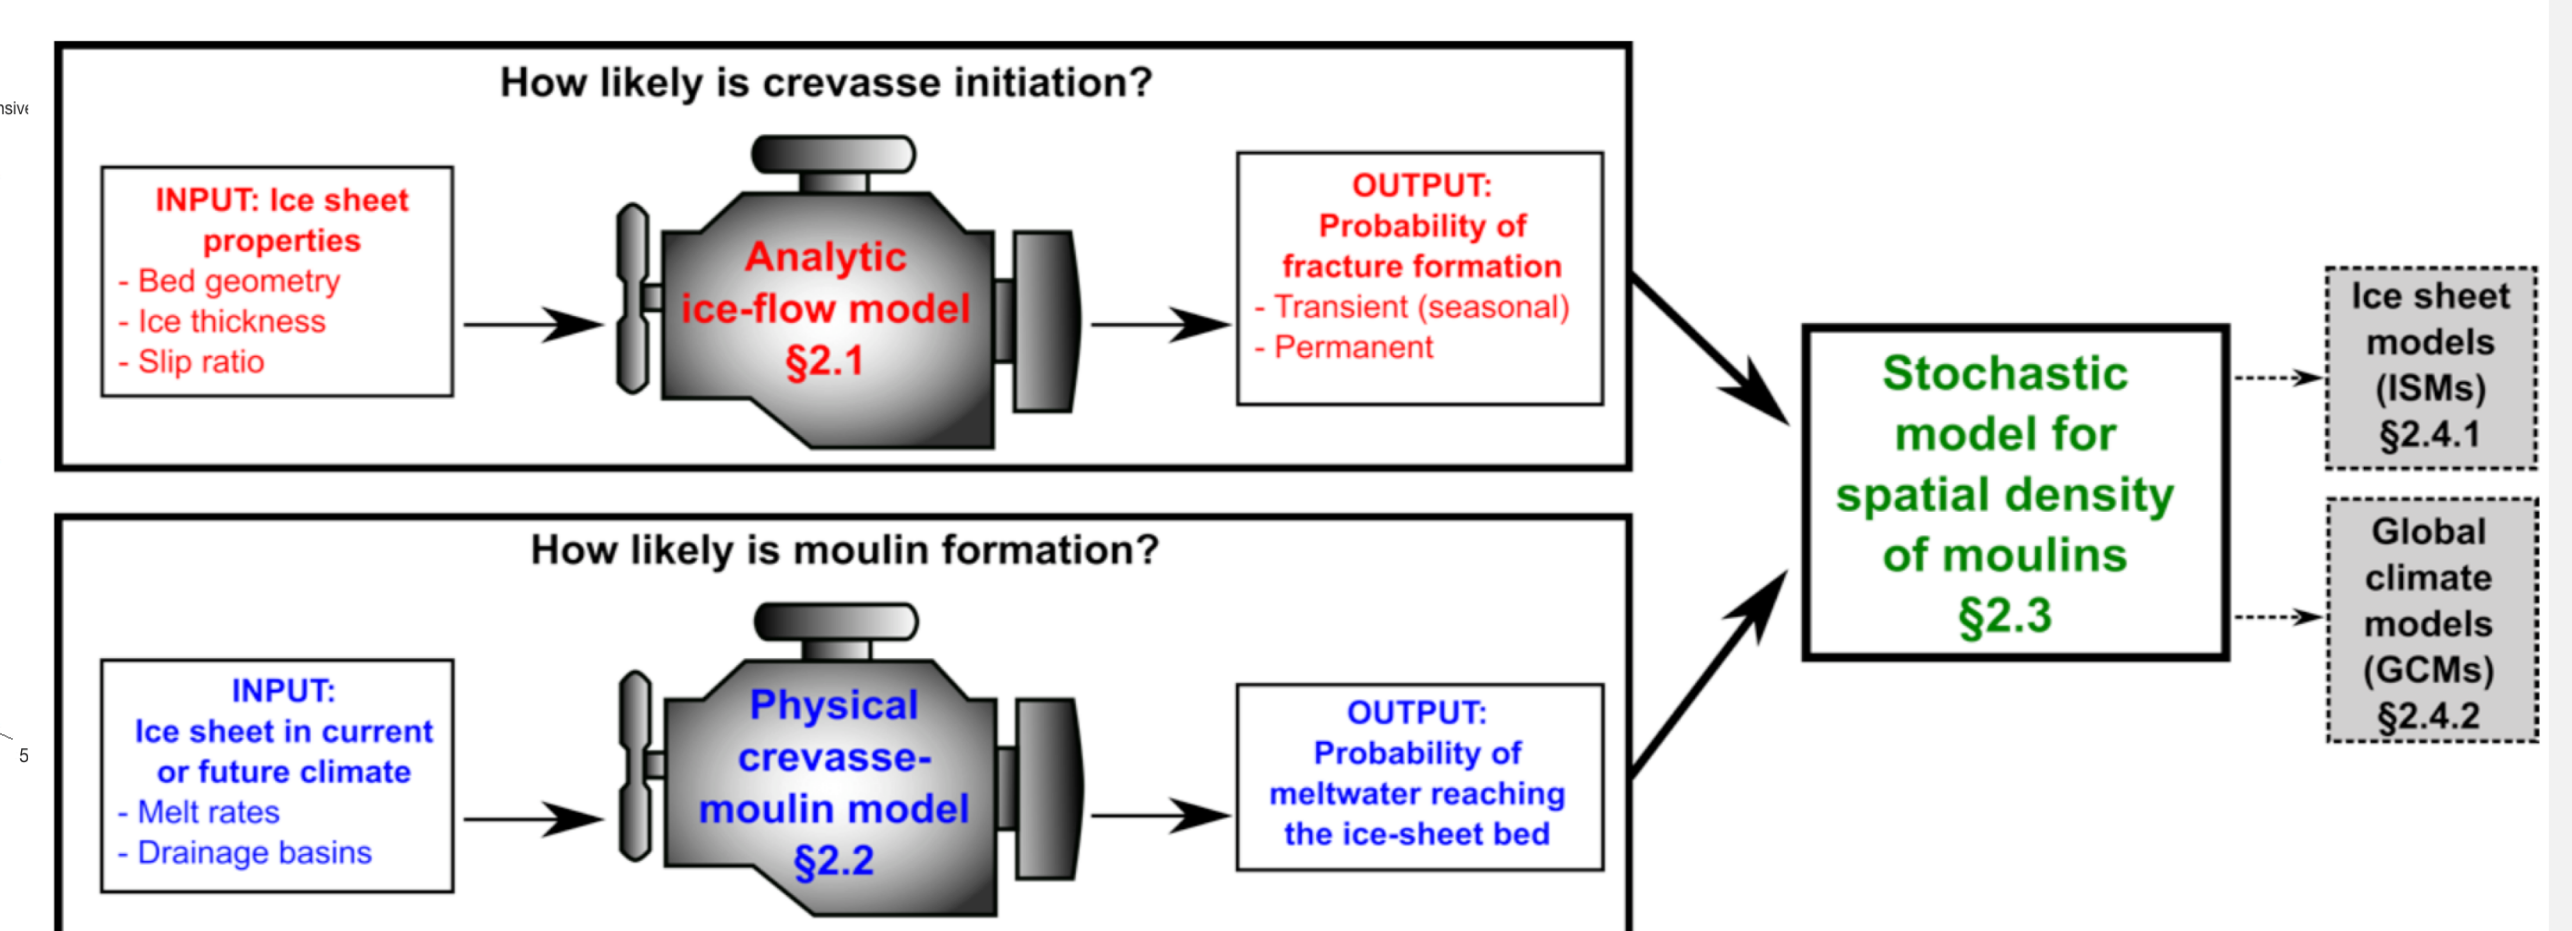 How likely is crevasse initiation?
INPUT: Ice sheet
properties
- Bed geometry
- Ice thickness
- Slip ratio
Analytic
ice-flow model
§2.1
OUTPUT:
Probability of
fracture formation
- Transient (seasonal)
- Permanent
How likely is moulin formation?
INPUT:
Ice sheet in current
or future climate
- Melt rates
- Drainage basins
Physical
crevasse-
moulin model
§2.2
OUTPUT:
Probability of
meltwater reaching
the ice-sheet bed
Stochastic
model for
spatial density
of moulins
§2.3
Ice sheet
models
(ISMs)
§2.4.1
Global
climate
models
(GCMs)
§2.4.2
5